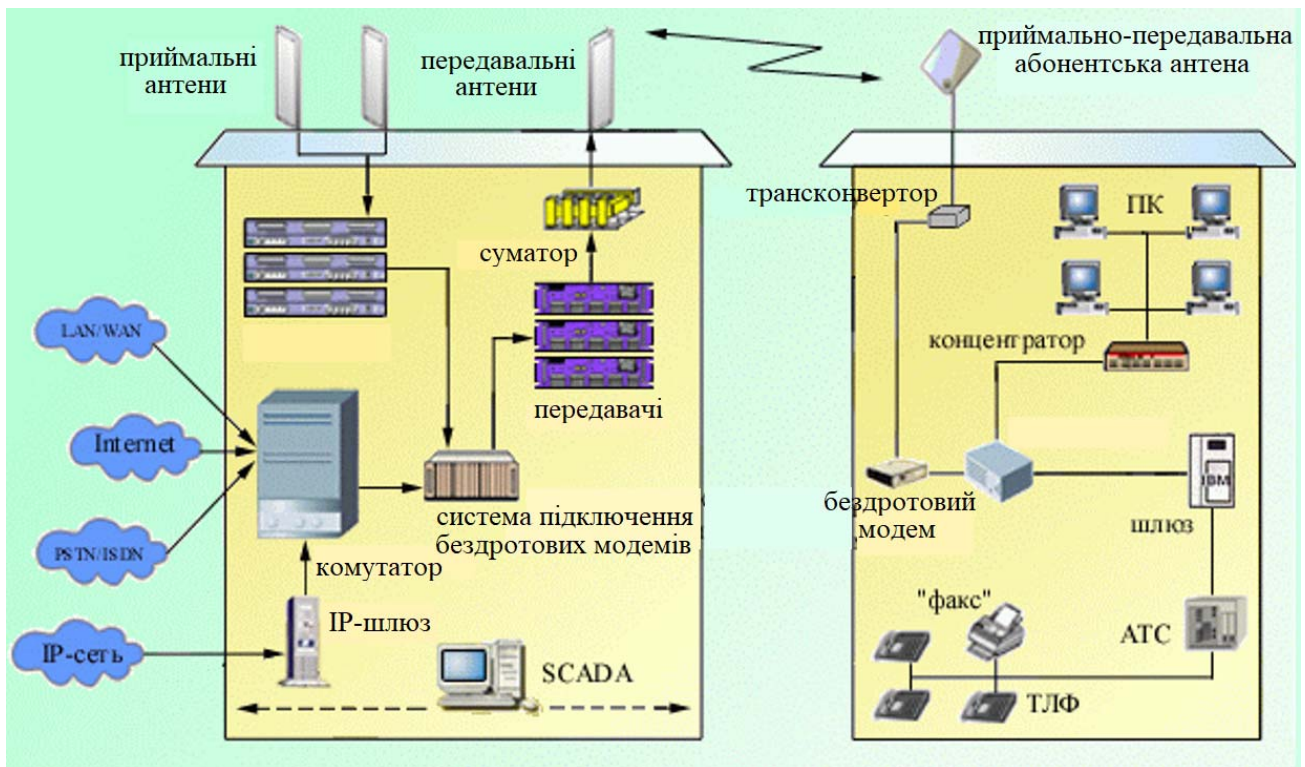 приймальні
антени
передавальні
антени
приймально-передавальна
абонентська антена
трансконвертор
ПК
суматор
LAN/WAN
концентратор
передавачі
Internet
IBM
система підключення
бездротових модемів
бездротовий
модем
шлюз
PSTN/ISDN
комутатор
"факс"
IP-шлюз
АТС
IP-сеть
SCADA
ТЛФ